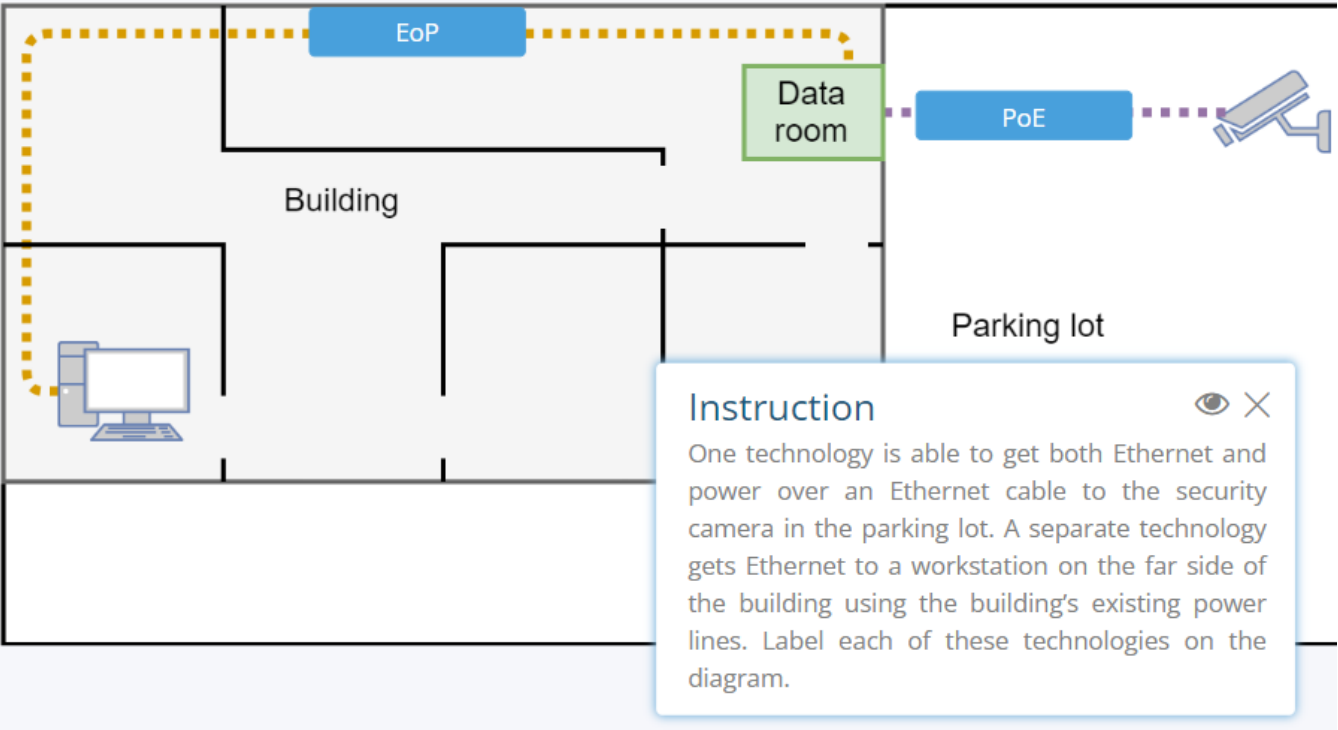 EoP
Data
room
PoE
Building
Parking lot
Instruction
One technology is able to get both Ethernet and
power over an Ethernet cable to the security
camera in the parking lot. A separate technology
gets Ethernet to a workstation on the far side of
the building using the building’s existing power
lines. Label each of these technologies on the
diagram.